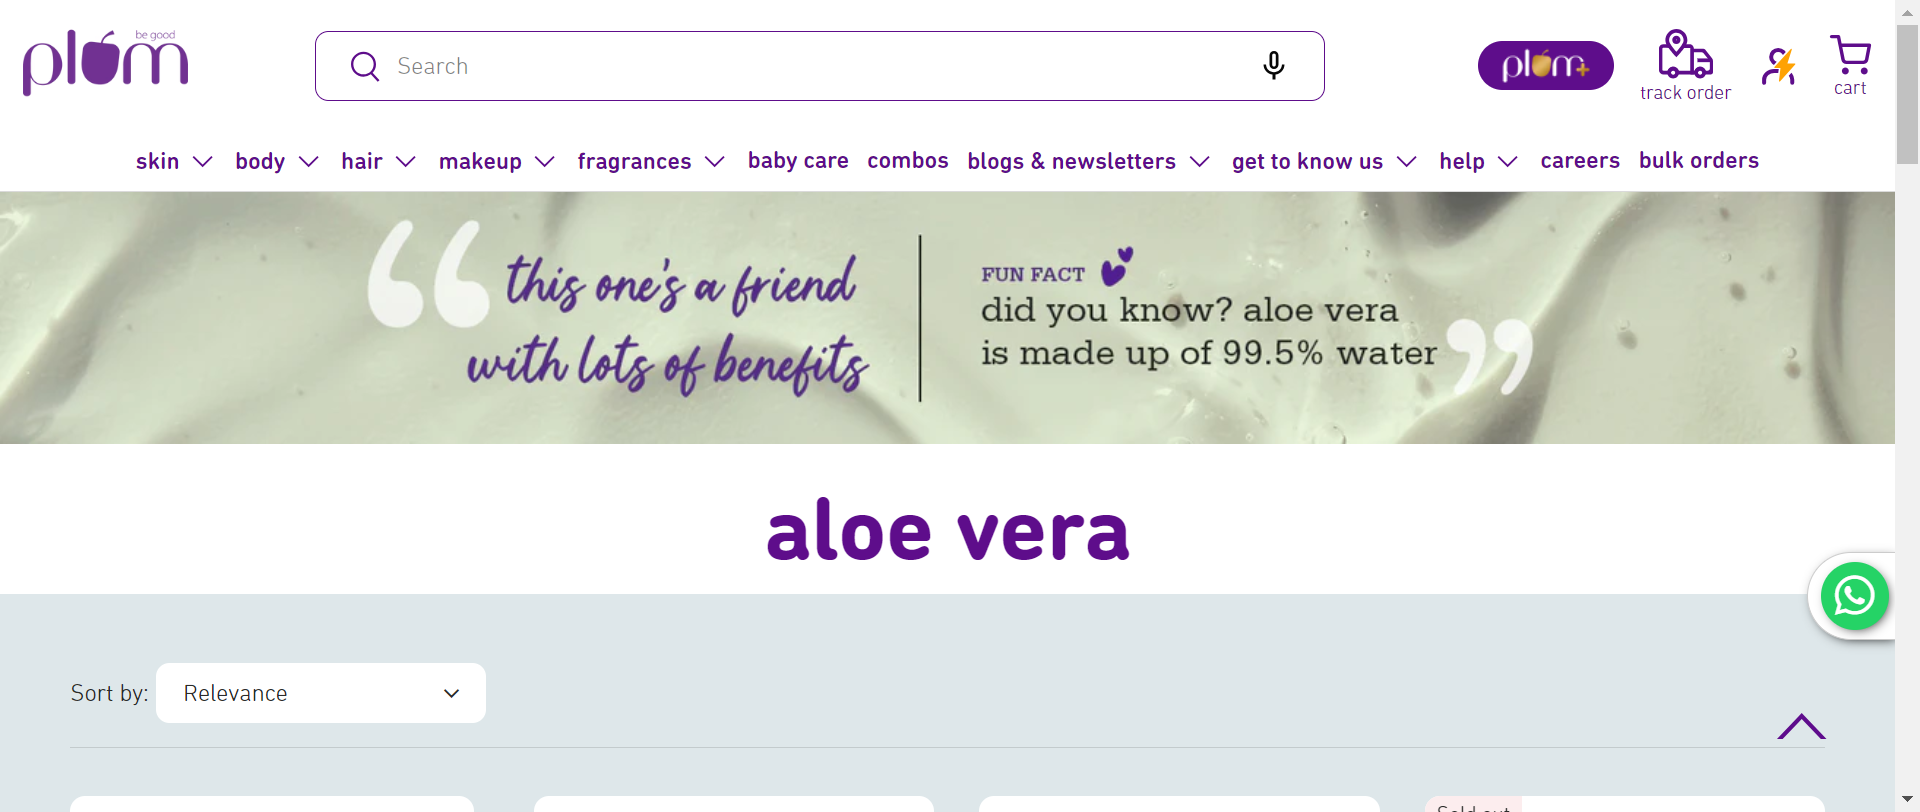 be good
plum
Search
plum+
track order
cart
skin
body
hair
makeup
fragrances
baby care
combos
blogs & newsletters
get to know us
help
careers
bulk orders
“this one's a friend
with lots of benefits
FUN FACT
did you know? aloe vera
is made up of 99.5% water”
aloe vera
Sort by:
Relevance
Sold out